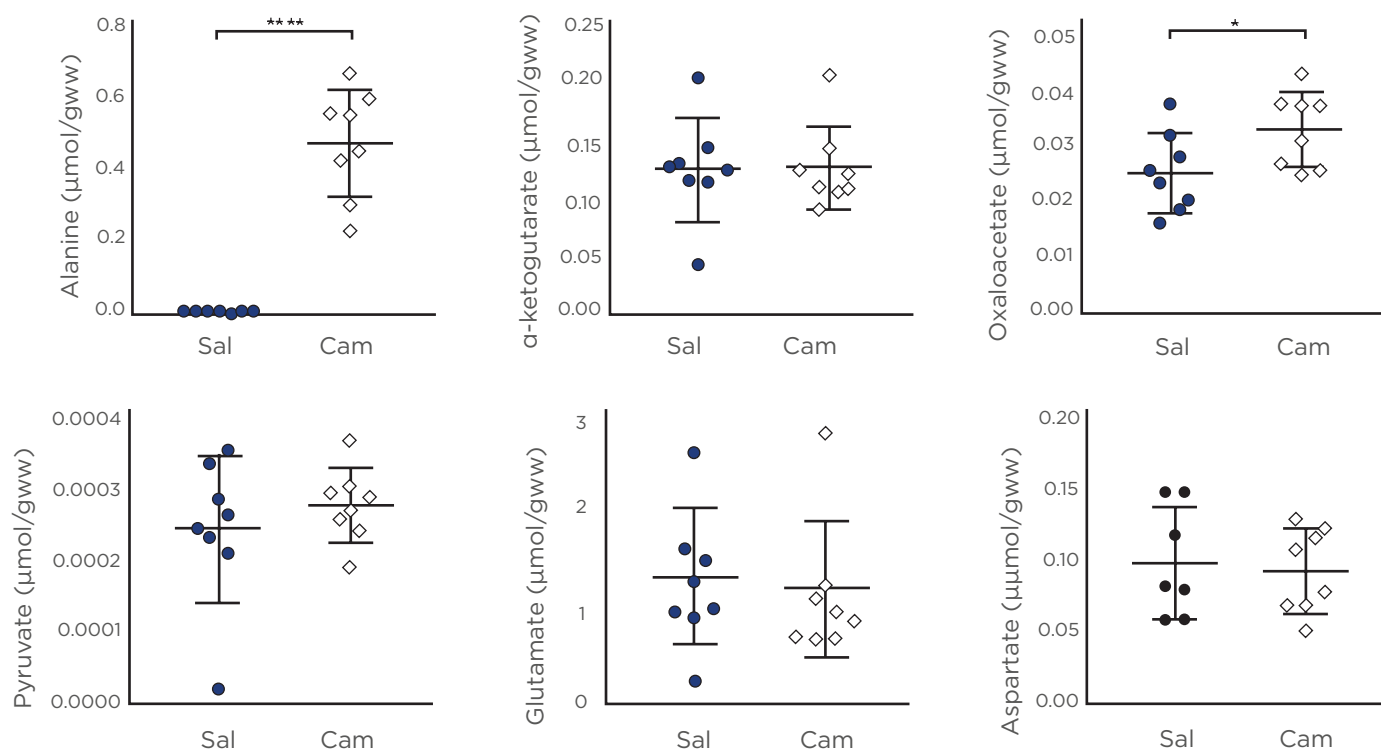 ** **
0.8
0.6
0.4
0.2
0.0
Alanine (µmol/gww)
Sal Cam
0.25
0.20
0.15
0.10
0.05
0.00
α-ketogutarate (µmol/gww)
Sal Cam
*
0.05
0.04
0.03
0.02
0.01
0.00
Oxaloacetate (µmol/gww)
Sal Cam
0.0004
0.0003
0.0002
0.0001
0.0000
Pyruvate (µmol/gww)
Sal Cam
3
2
1
0
Glutamate (µmol/gww)
Sal Cam
0.20
0.15
0.10
0.05
0.00
Aspartate (µµmol/gww)
Sal Cam